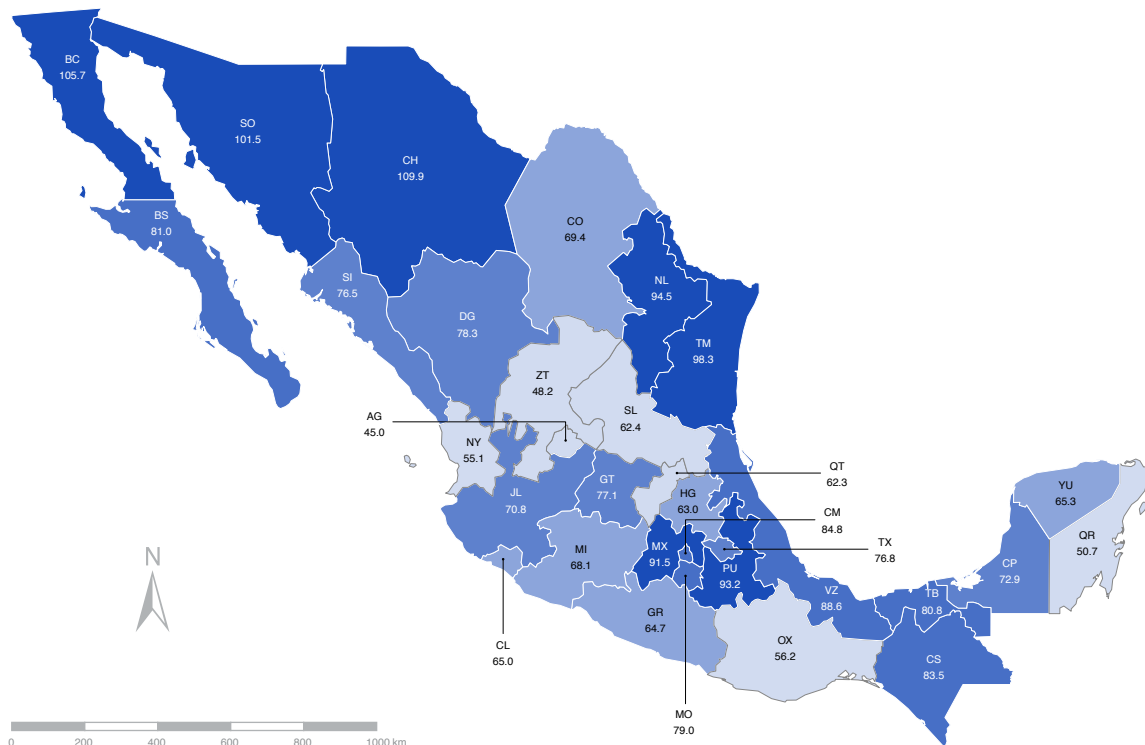 BC
105.7
SO
101.5
CH
109.9
BS
81.0
CO
69.4
SI
76.5
NL
94.5
DG
78.3
TM
98.3
ZT
48.2
AG
45.0
SL
62.4
NY
55.1
QT
62.3
GT
77.1
JL
70.8
HG
63.0
YU
65.3
CM
84.8
QR
50.7
TX
76.8
MX
91.5
MI
68.1
PU
93.2
CP
72.9
VZ
88.6
TB
80.8
GR
64.7
CL
65.0
OX
56.2
CS
83.5
MO
79.0
N
0 200 400 600 800 1000 km